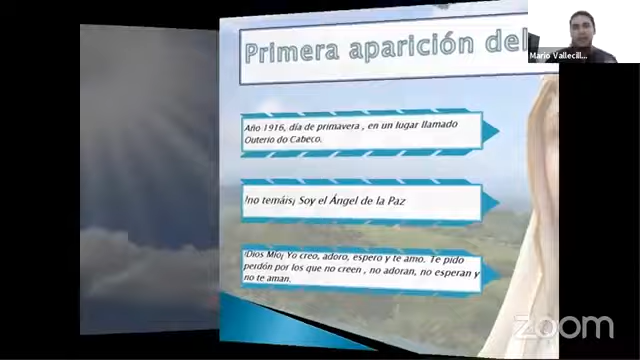 Primera aparición del
Mario Vallecill...
Año 1916, día de primavera , en un lugar llamado
Outerio do Cabeco.
!no temáis¡ Soy el Ángel de la Paz
!Dios Mío¡ Yo creo, adoro, espero y te amo. Te pido
perdón por los que no creen , no adoran, no esperan y
no te aman.
zoom